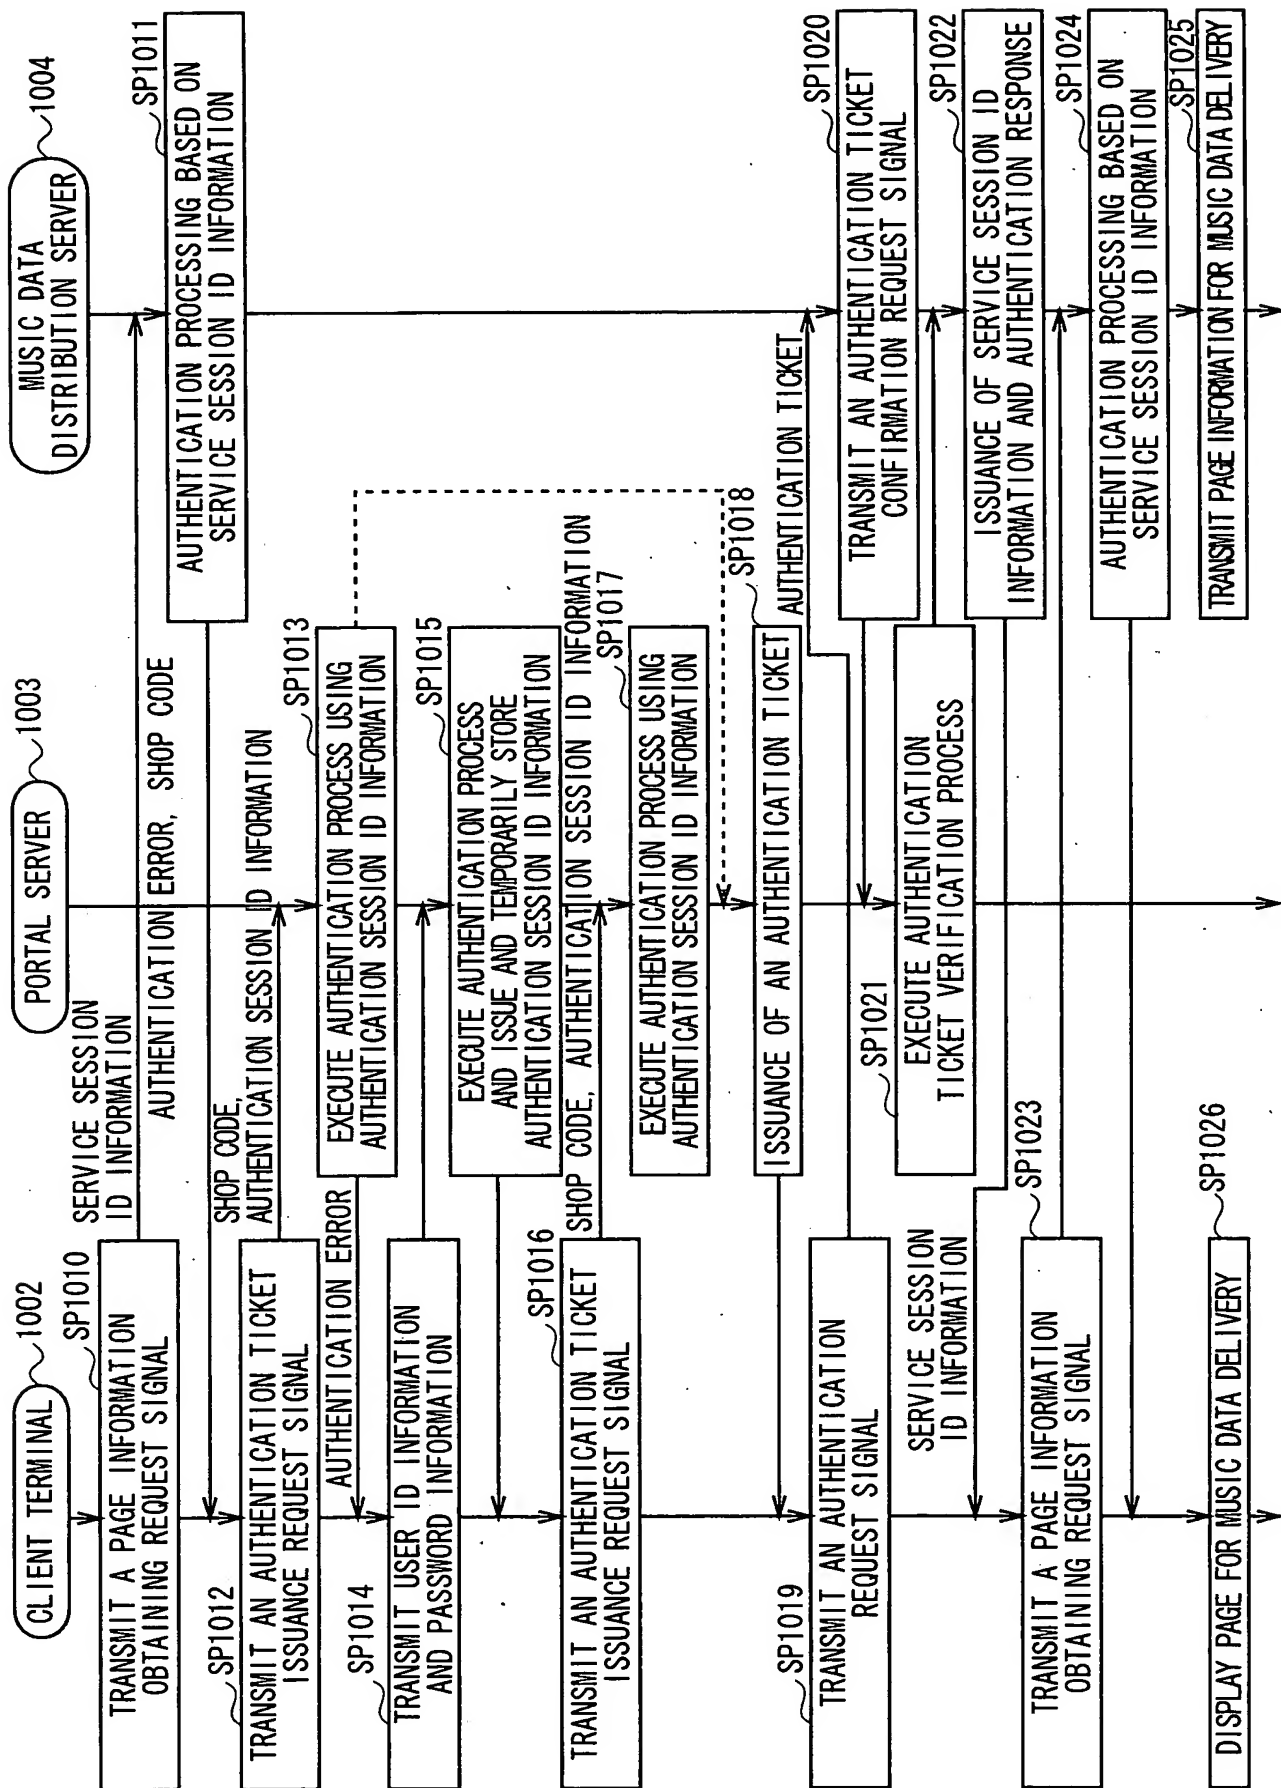 CLIENT TERMINAL
1002
PORTAL SERVER
1003
MUSIC DATA
DISTRIBUTION SERVER
1004
SP1010
TRANSMIT A PAGE INFORMATION
OBTAINING REQUEST SIGNAL
SERVICE SESSION
ID INFORMATION
SP1011
AUTHENTICATION PROCESSING BASED ON
SERVICE SESSION ID INFORMATION
AUTHENTICATION ERROR, SHOP CODE
SP1012
TRANSMIT AN AUTHENTICATION TICKET
ISSUANCE REQUEST SIGNAL
SHOP CODE,
AUTHENTICATION SESSION ID INFORMATION
SP1013
EXECUTE AUTHENTICATION PROCESS USING
AUTHENTICATION SESSION ID INFORMATION
AUTHENTICATION ERROR
SP1014
TRANSMIT USER ID INFORMATION
AND PASSWORD INFORMATION
SP1015
EXECUTE AUTHENTICATION PROCESS
AND ISSUE AND TEMPORARILY STORE
AUTHENTICATION SESSION ID INFORMATION
SP1016
TRANSMIT AN AUTHENTICATION TICKET
ISSUANCE REQUEST SIGNAL
SHOP CODE, AUTHENTICATION SESSION ID INFORMATION
SP1017
EXECUTE AUTHENTICATION PROCESS USING
AUTHENTICATION SESSION ID INFORMATION
SP1018
ISSUANCE OF AN AUTHENTICATION TICKET
SP1019
TRANSMIT AN AUTHENTICATION
REQUEST SIGNAL
AUTHENTICATION TICKET
SP1020
TRANSMIT AN AUTHENTICATION TICKET
CONFIRMATION REQUEST SIGNAL
SP1021
EXECUTE AUTHENTICATION
TICKET VERIFICATION PROCESS
SP1022
ISSUANCE OF SERVICE SESSION ID
INFORMATION AND AUTHENTICATION RESPONSE
SERVICE SESSION
ID INFORMATION
SP1023
TRANSMIT A PAGE INFORMATION
OBTAINING REQUEST SIGNAL
SP1024
AUTHENTICATION PROCESSING BASED ON
SERVICE SESSION ID INFORMATION
SP1025
TRANSMIT PAGE INFORMATION FOR MUSIC DATA DELIVERY
SP1026
DISPLAY PAGE FOR MUSIC DATA DELIVERY